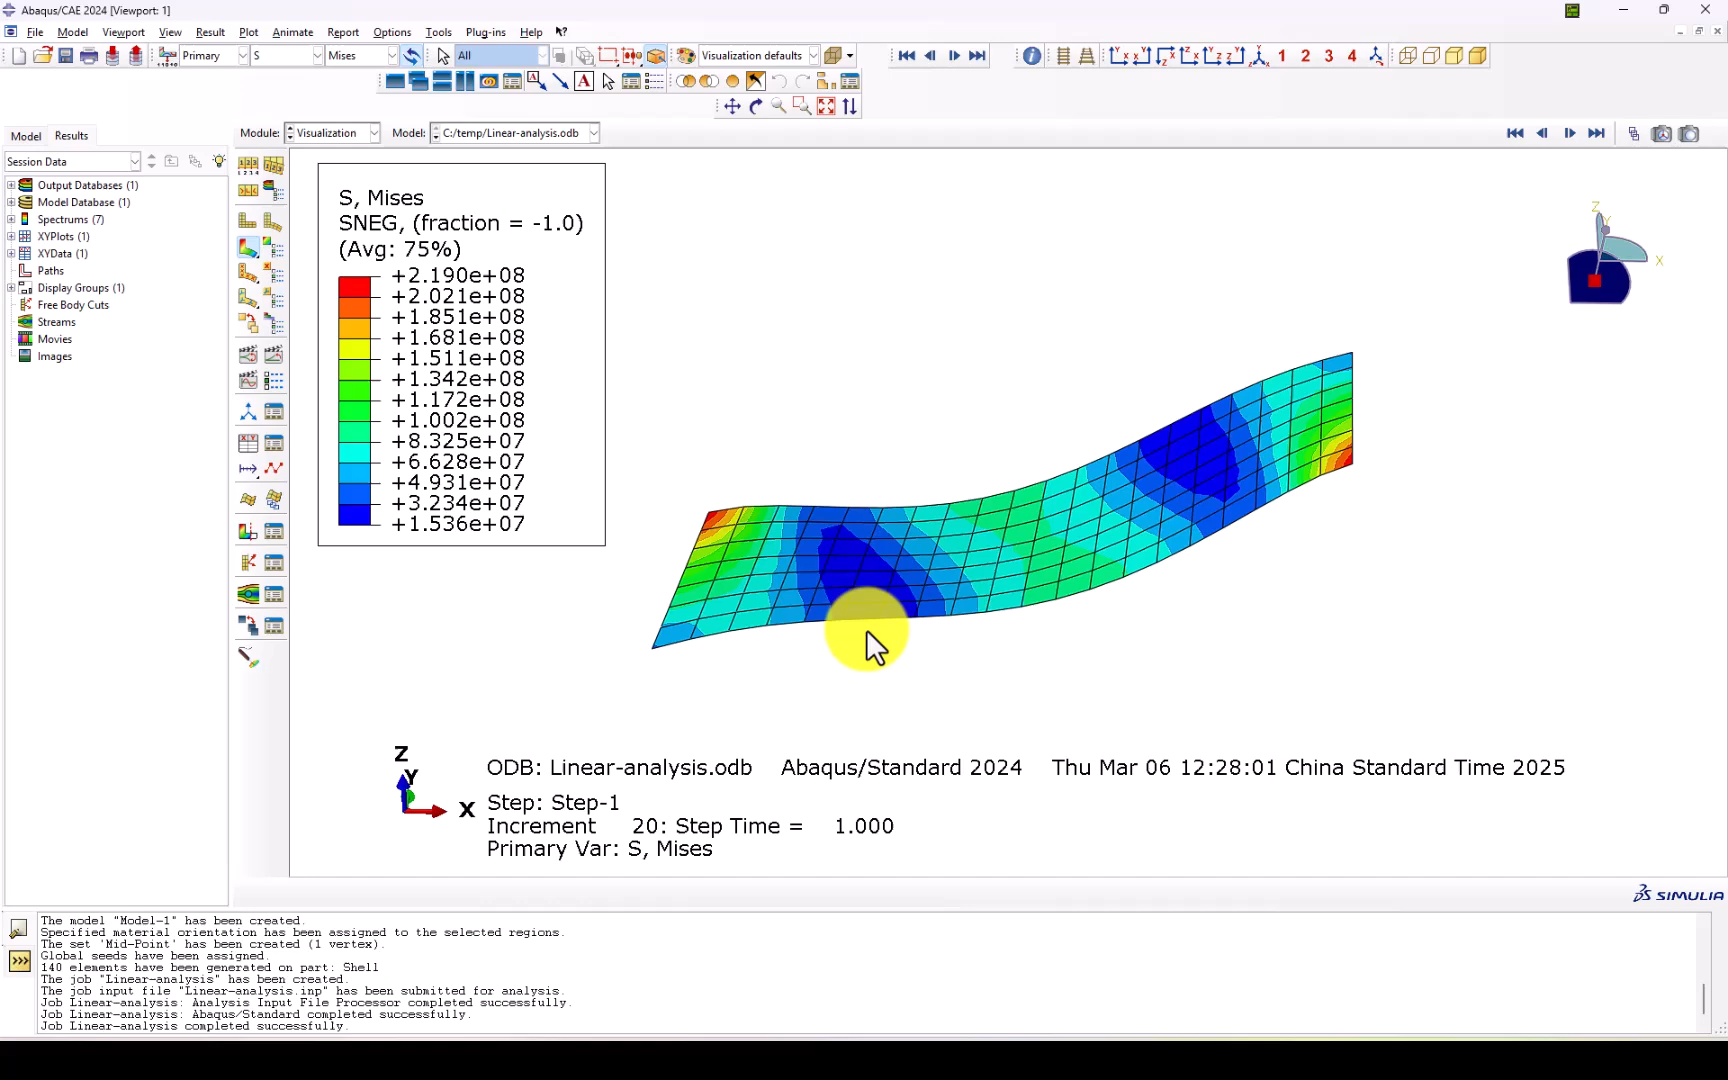 Abaqus/CAE 2024 [Viewport: 1]
File Model Viewport View Result Plot Animate Report Options Tools Plug-ins Help
Primary S Mises All Visualization defaults 1 2 3 4
Model Results Module: Visualization Model: C:/temp/Linear-analysis.odb
Session Data
Output Databases (1)
Model Database (1)
Spectrums (7)
XYPlots (1)
XYData (1)
Paths
Display Groups (1)
Free Body Cuts
Streams
Movies
Images
S, Mises
SNEG, (fraction = -1.0)
(Avg: 75%)
+2.190e+08
+2.021e+08
+1.851e+08
+1.681e+08
+1.511e+08
+1.342e+08
+1.172e+08
+1.002e+08
+8.325e+07
+6.628e+07
+4.931e+07
+3.234e+07
+1.536e+07
Z
Y
X
Z
Y
X
ODB: Linear-analysis.odb Abaqus/Standard 2024 Thu Mar 06 12:28:01 China Standard Time 2025
Step: Step-1
Increment 20: Step Time = 1.000
Primary Var: S, Mises
SIMULIA
The model "Model-1" has been created.
Specified material orientation has been assigned to the selected regions.
The set 'Mid-Point' has been created (1 vertex).
Global seeds have been assigned.
140 elements have been generated on part: Shell
The job "Linear-analysis" has been created.
The job input file "Linear-analysis.inp" has been submitted for analysis.
Job Linear-analysis: Analysis Input File Processor completed successfully.
Job Linear-analysis: Abaqus/Standard completed successfully.
Job Linear-analysis completed successfully.